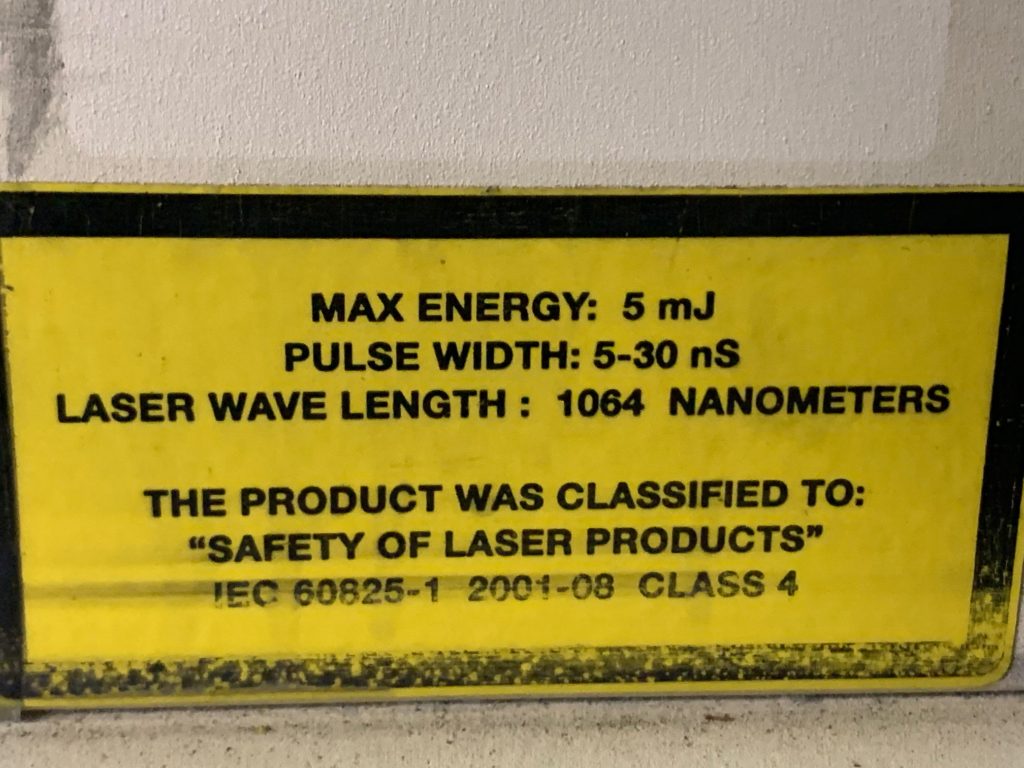 MAX ENERGY: 5 mJ
PULSE WIDTH: 5-30 nS
LASER WAVE LENGTH : 1064 NANOMETERS
THE PRODUCT WAS CLASSIFIED TO:
“SAFETY OF LASER PRODUCTS”
IEC 60825-1 2001-08 CLASS 4